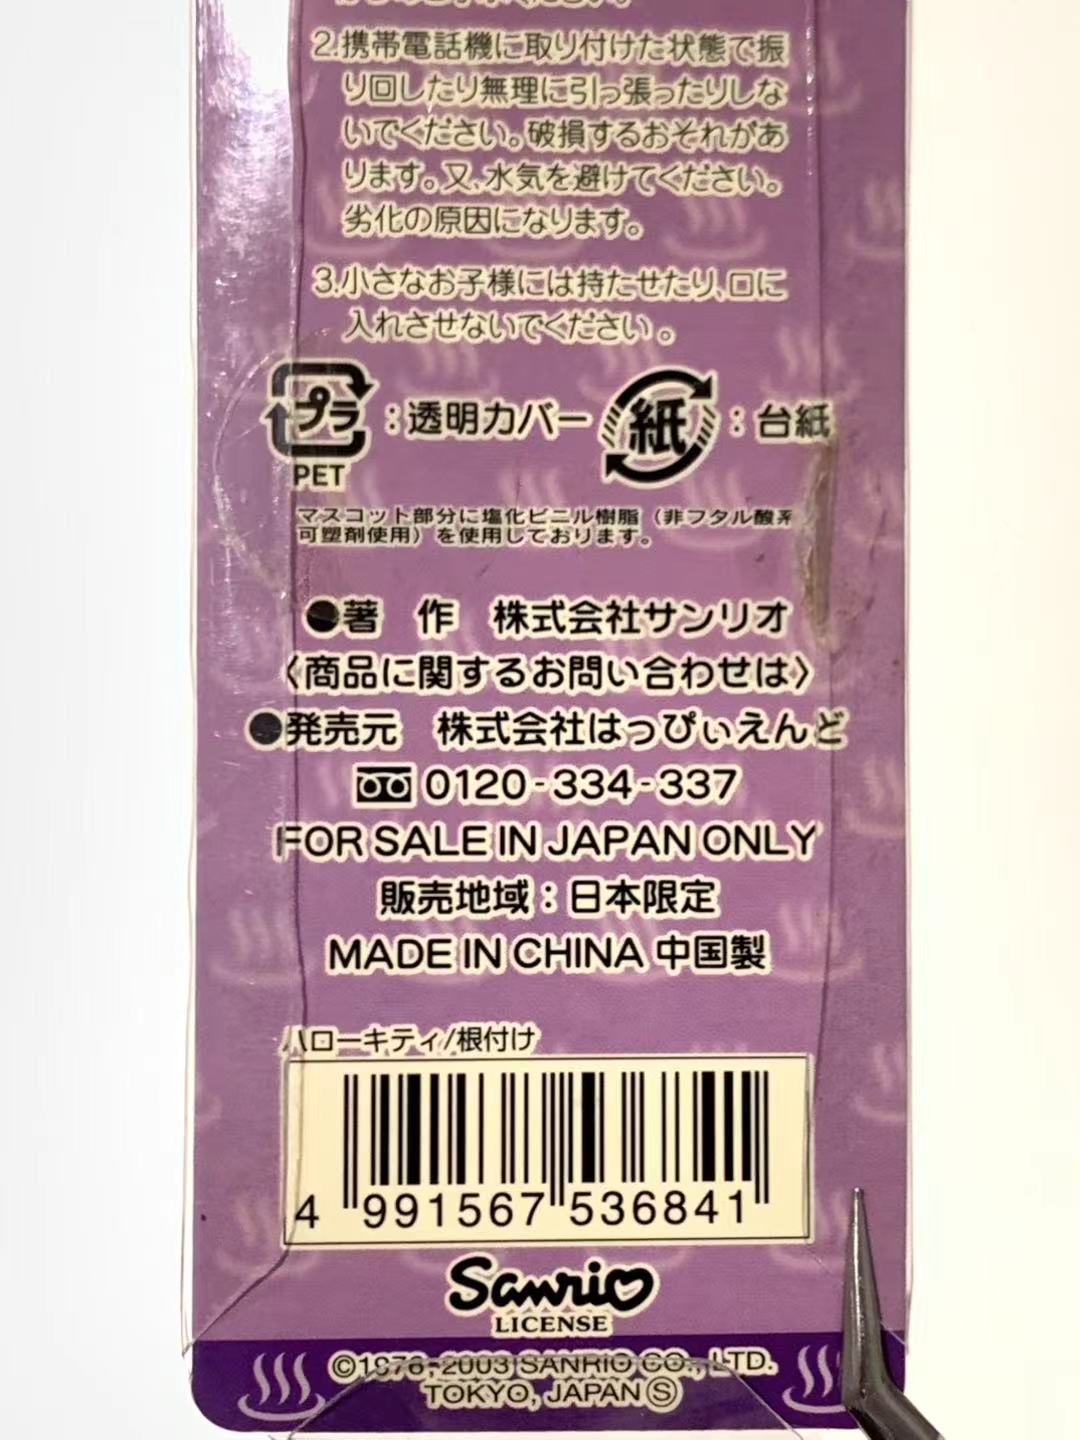 2.携帯電話機に取り付けた状態で振
り回したり無理に引っ張ったりしな
いでください。破損するおそれがあ
ります。又、水気を避けてください。
劣化の原因になります。
3.小さなお子様には持たせたり、口に
入れさせないでください。
プラ :透明カバー 紙 :台紙
PET
マスコット部分に塩化ビニル樹脂(非フタル酸系
可塑剤使用)を使用しております。
●著 作 株式会社サンリオ
〈商品に関するお問い合わせは〉
●発売元 株式会社はっぴぃえんど
0120-334-337
FOR SALE IN JAPAN ONLY
販売地域:日本限定
MADE IN CHINA 中国製
ハローキティ/根付け
4 991567 536841
Sanrio
LICENSE
©1976,2003 SANRIO CO., LTD.
TOKYO, JAPAN Ⓢ